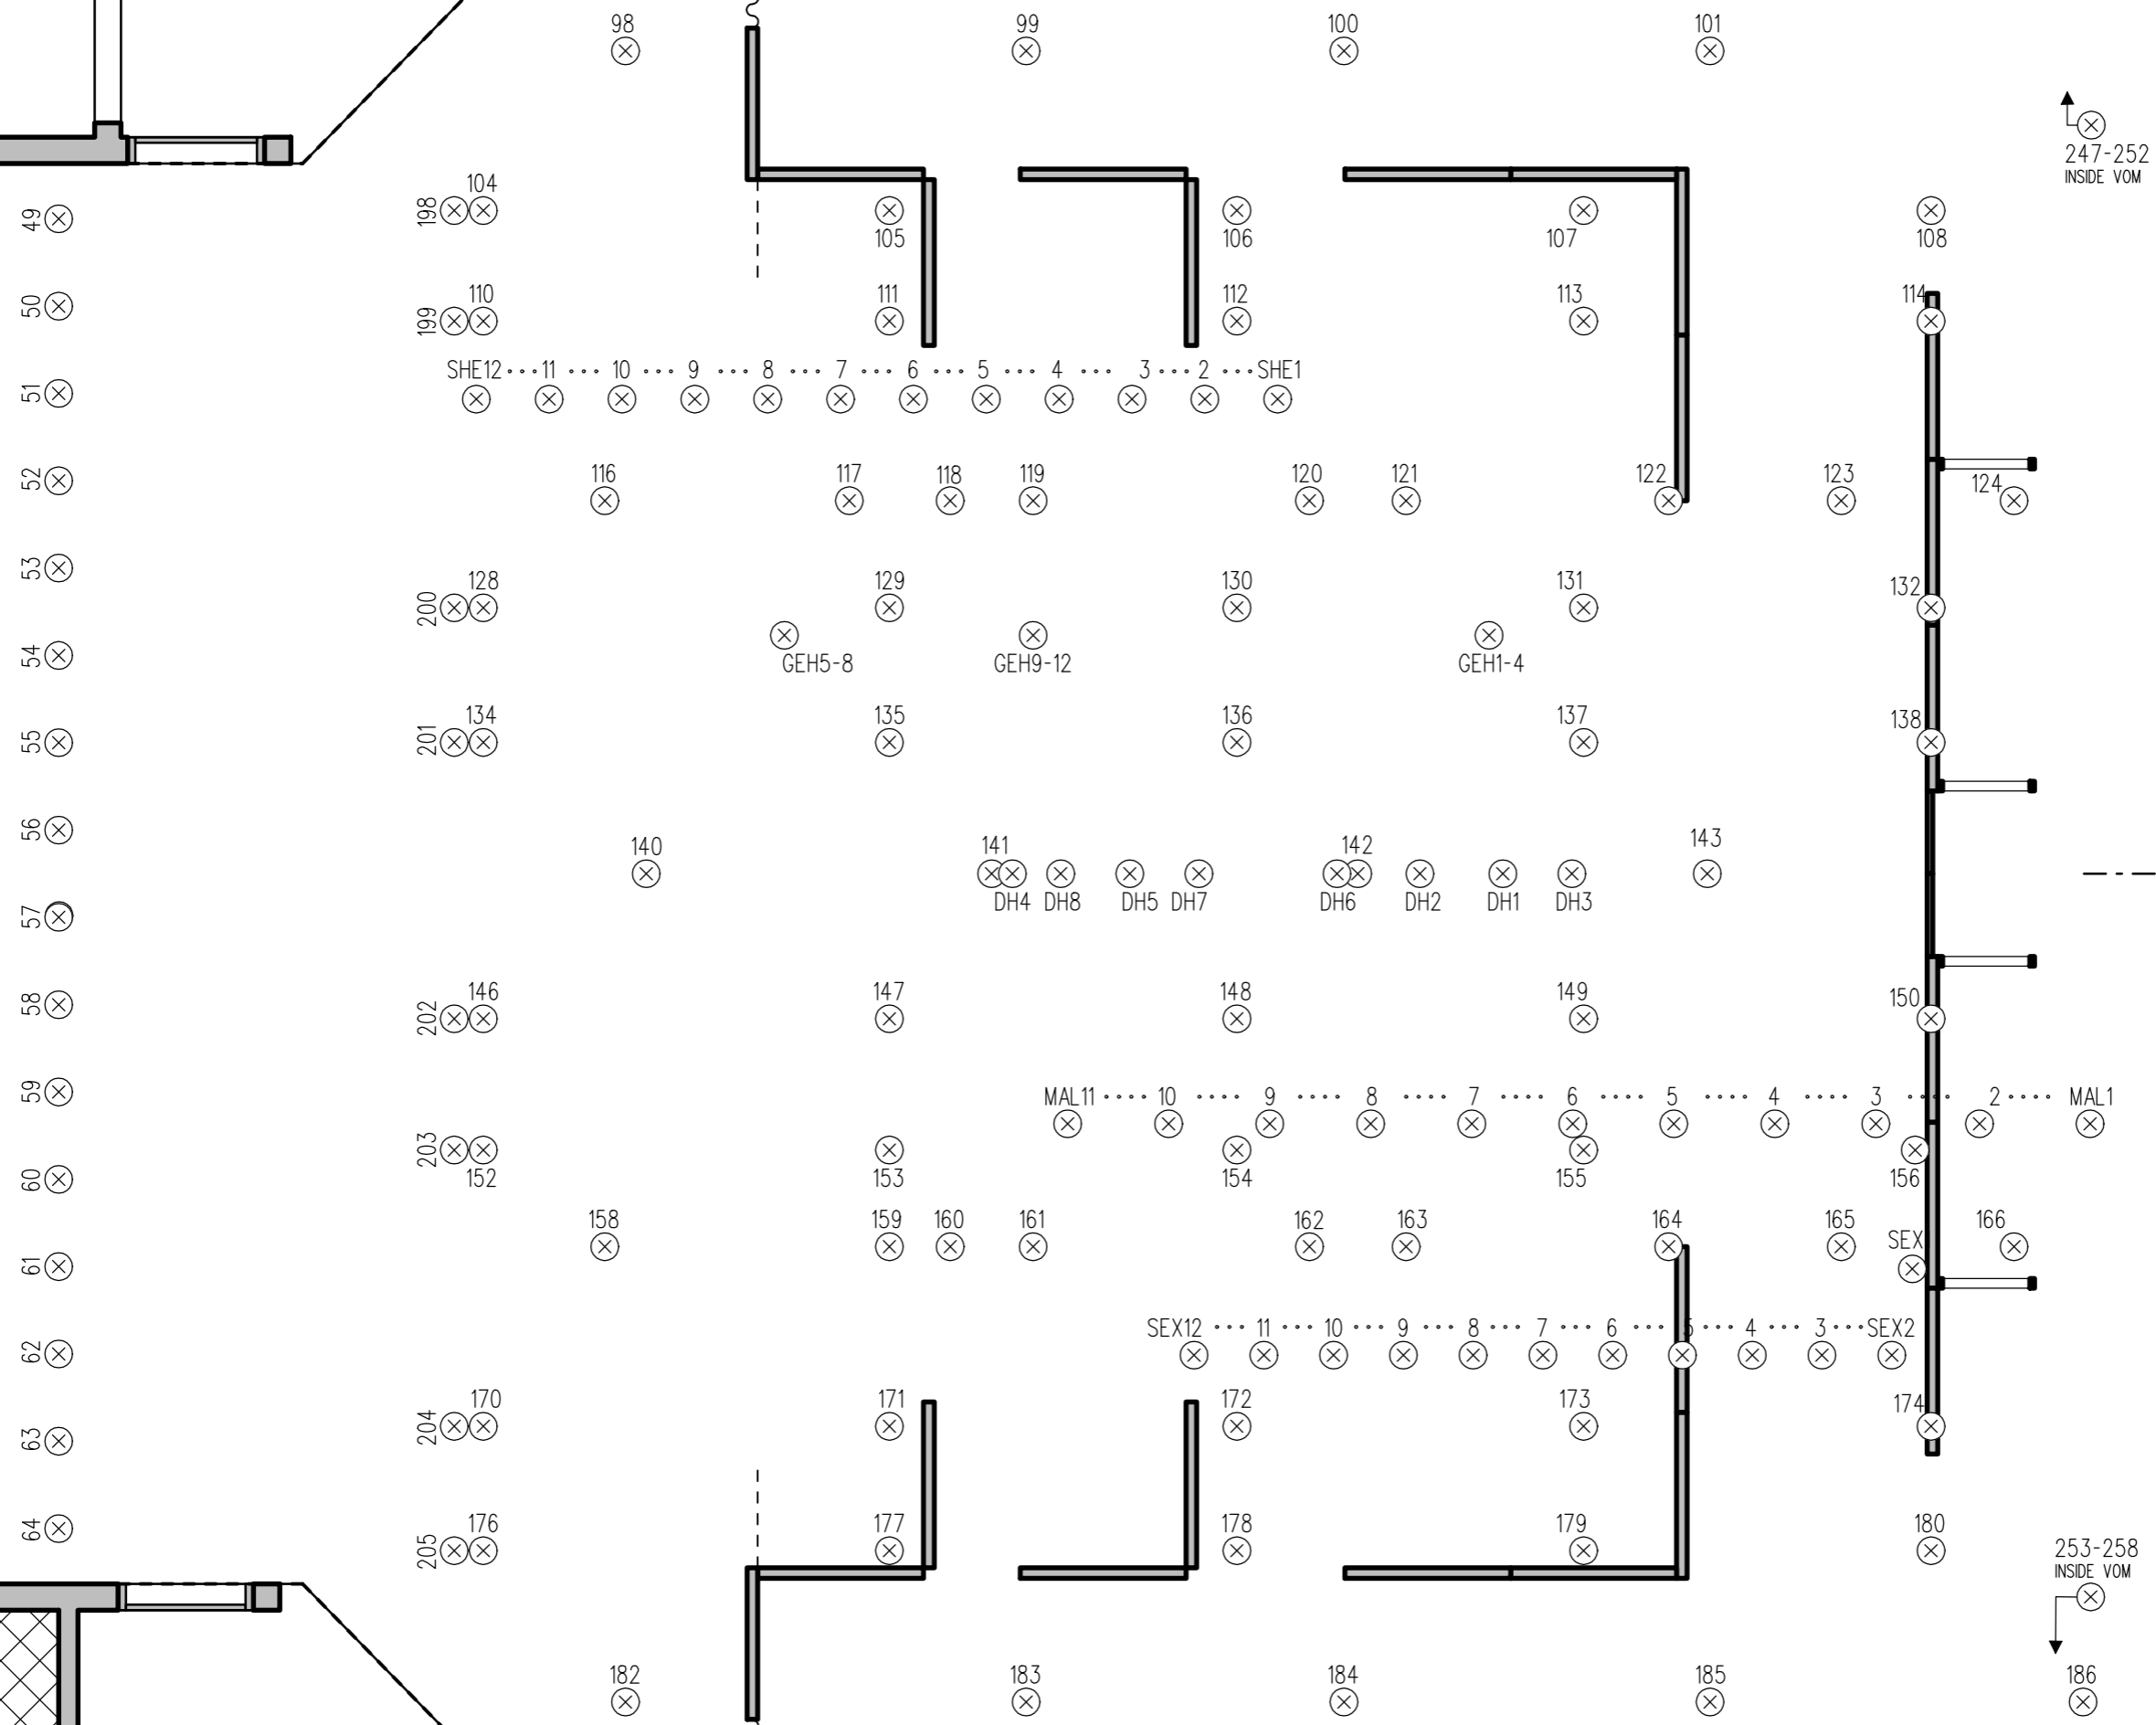 98 99 100 101
247-252
INSIDE VOM
49 198 104 105 106 107 108
50 199 110 111 112 113 114
51 SHE12 11 10 9 8 7 6 5 4 3 2 SHE1
52 116 117 118 119 120 121 122 123 124
53 200 128 129 130 131 132
54 GEH5-8 GEH9-12 GEH1-4
55 201 134 135 136 137 138
56 140 141 142 143
57 DH4 DH8 DH5 DH7 DH6 DH2 DH1 DH3
58 202 146 147 148 149 150
59 MAL11 10 9 8 7 6 5 4 3 2 MAL1
60 203 152 153 154 155 156
61 158 159 160 161 162 163 164 165 SEX 166
62 SEX12 11 10 9 8 7 6 5 4 3 SEX2
63 204 170 171 172 173 174
64 205 176 177 178 179 180
253-258
INSIDE VOM
182 183 184 185 186